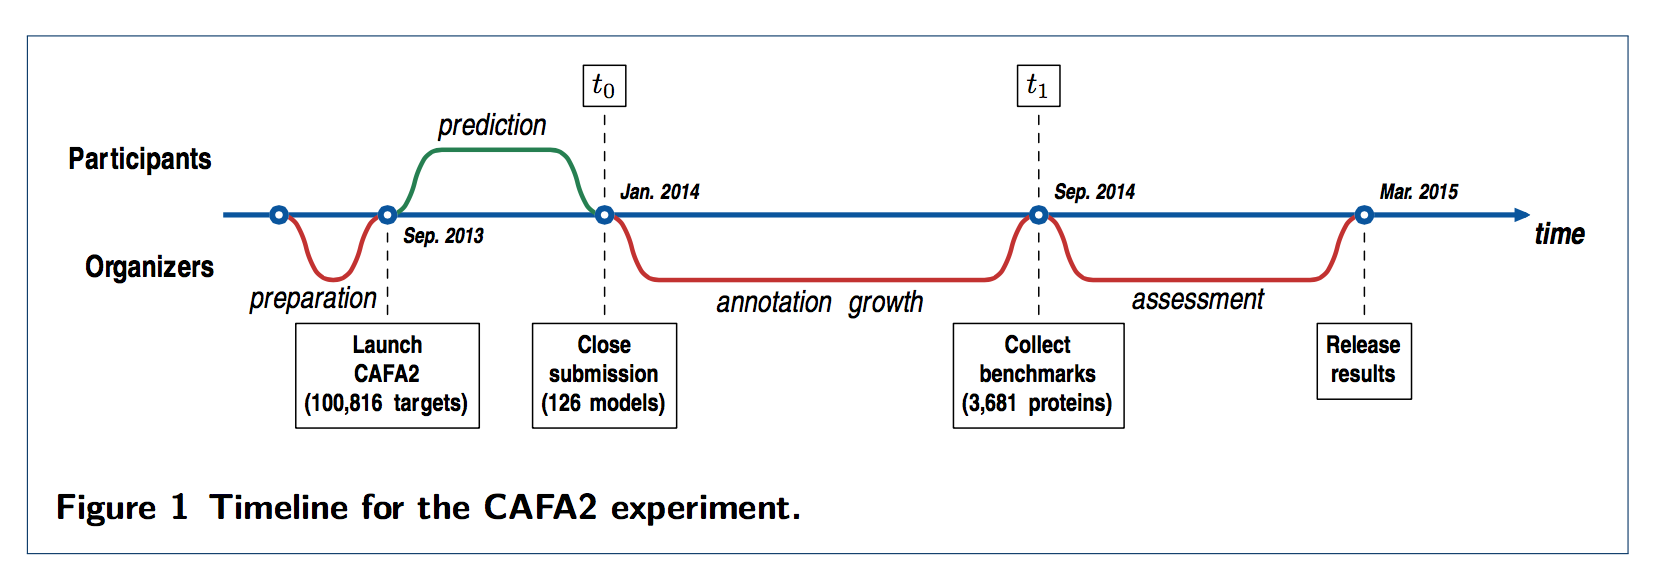 t0
t1
prediction
Participants
Jan. 2014
Sep. 2014
Mar. 2015
Sep. 2013
time
Organizers
preparation
annotation growth
assessment
Launch
CAFA2
(100,816 targets)
Close
submission
(126 models)
Collect
benchmarks
(3,681 proteins)
Release
results
Figure 1 Timeline for the CAFA2 experiment.